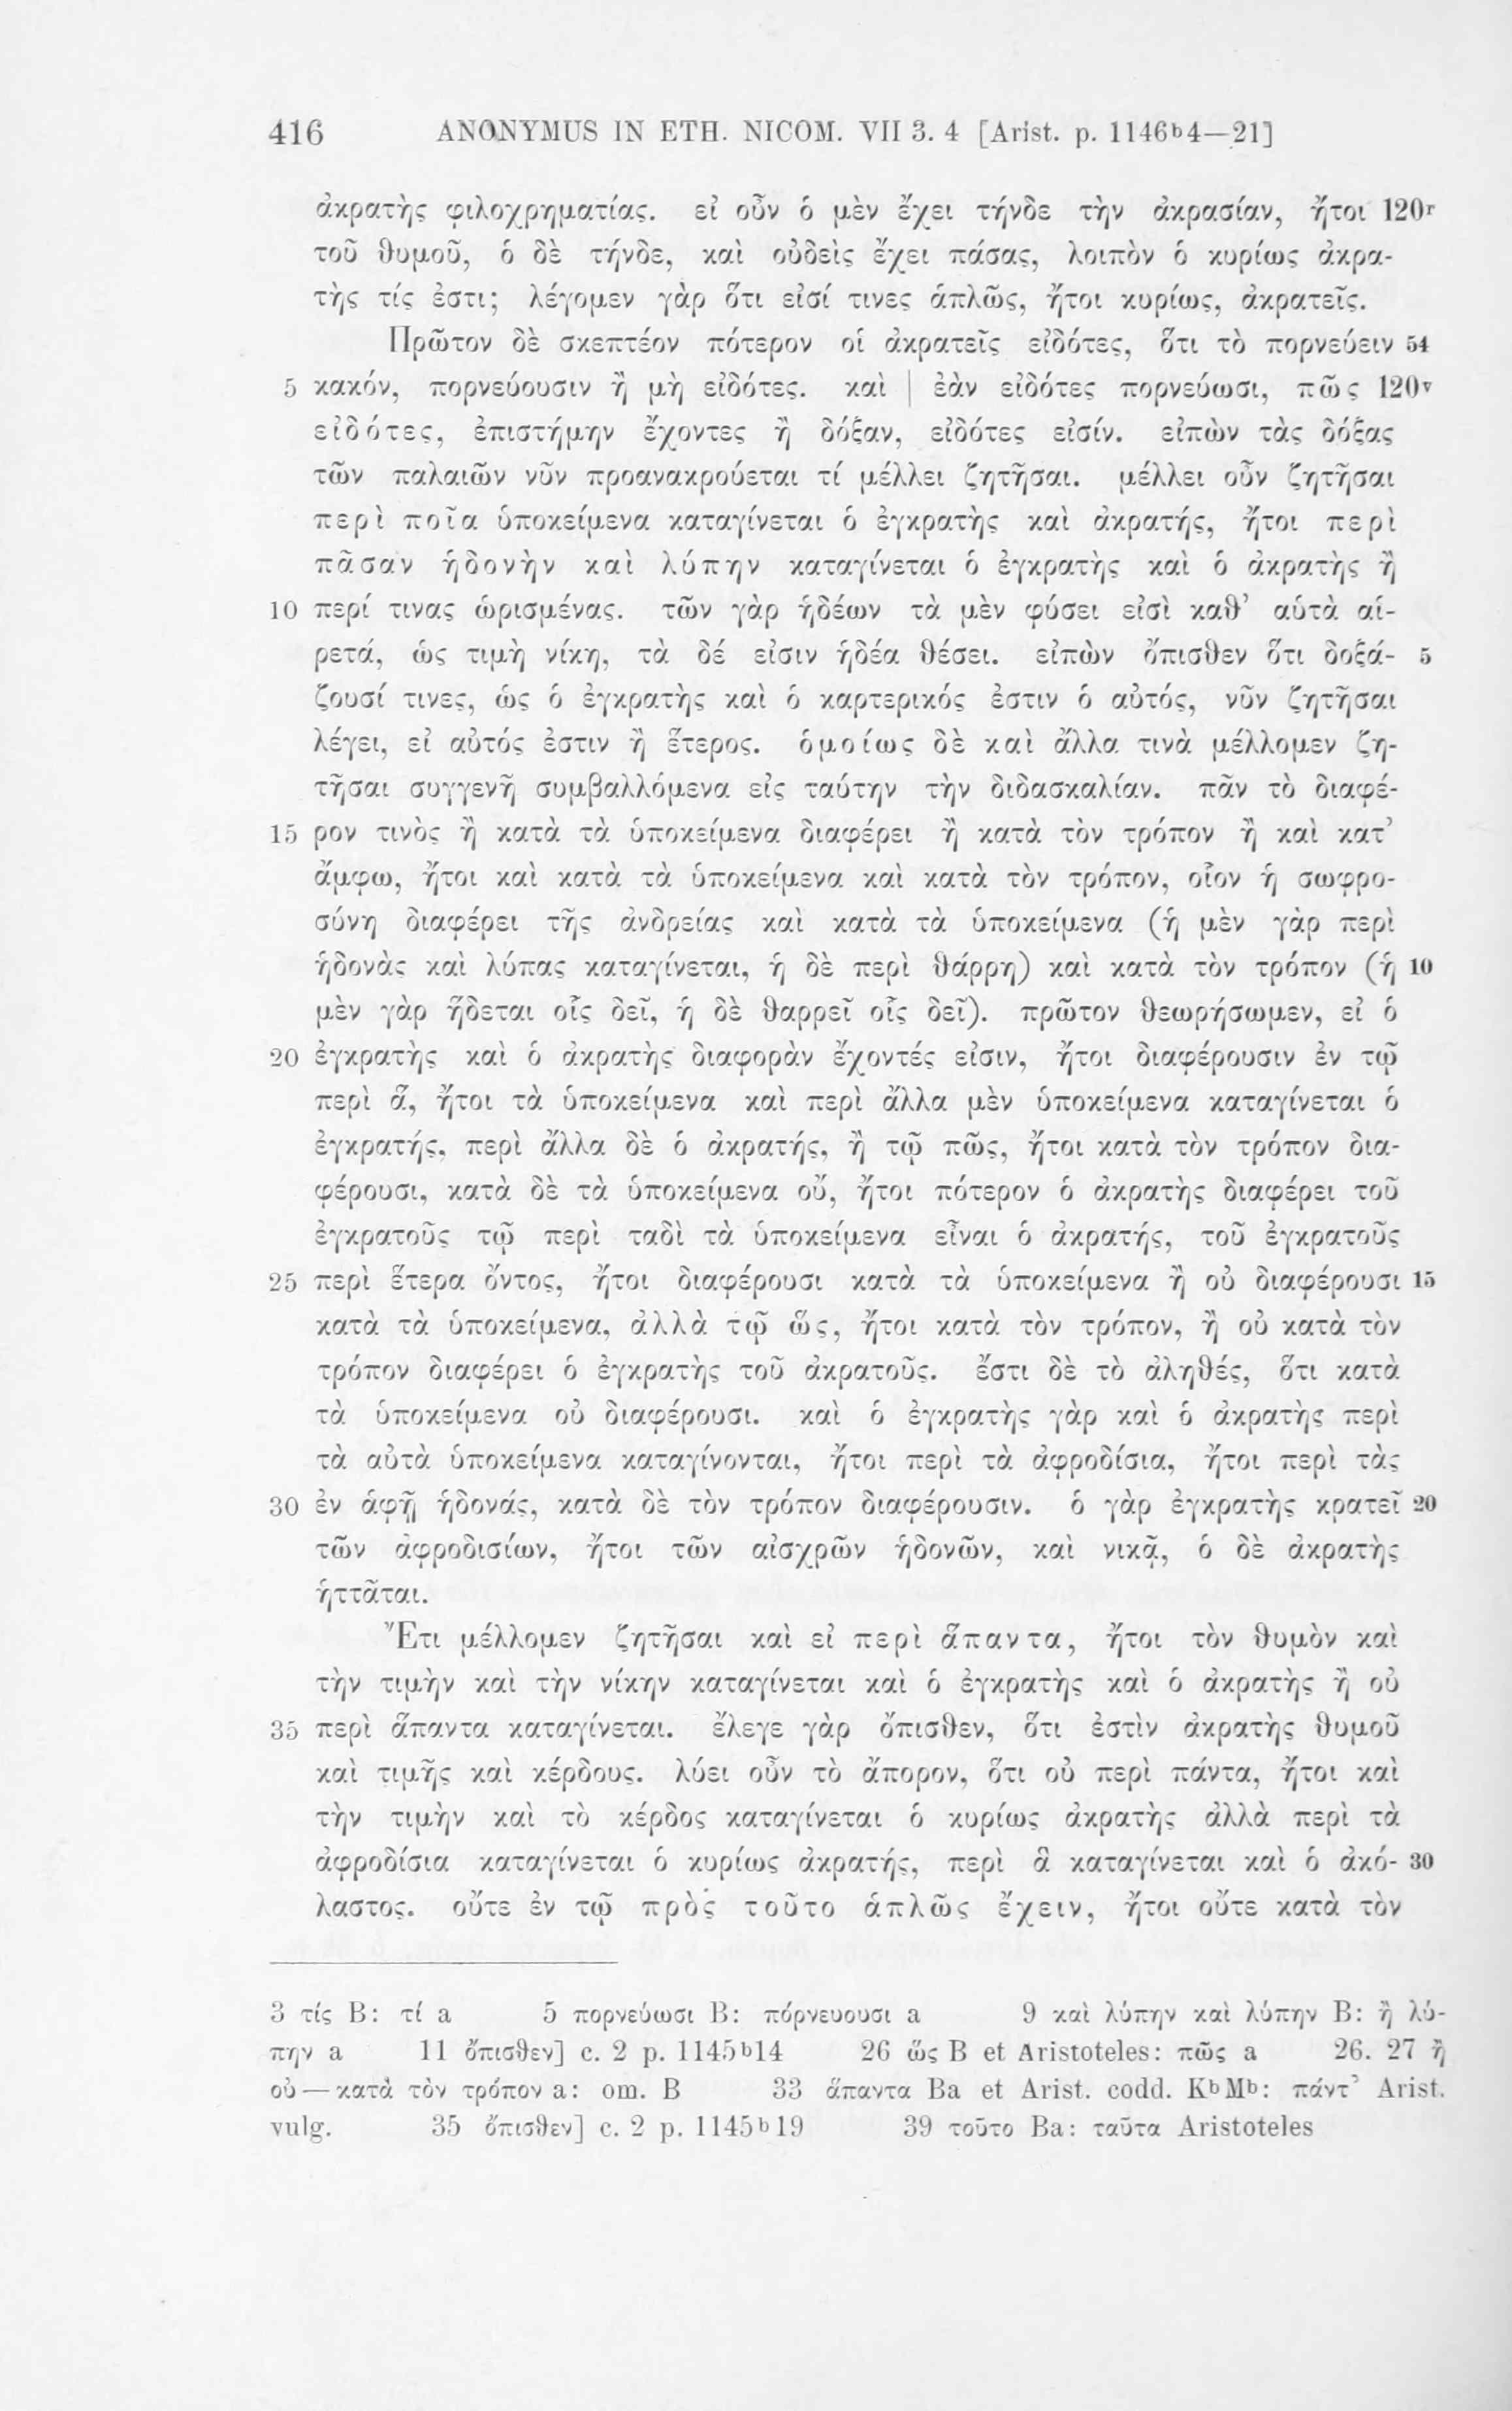 416 ANONYMUS IN ETH. NICOM. VII 3. 4 [Arist. p. 1146b4—21]
ἀκρατὴς φιλοχρηματίας. εἰ οὖν ὁ μὲν ἔχει τήνδε τὴν ἀκρασίαν, ἤτοι 120r
τοῦ θυμοῦ, ὁ δὲ τήνδε, καὶ οὐδεὶς ἔχει πάσας, λοιπὸν ὁ κυρίως ἀκρα-
τὴς τίς ἐστι; λέγομεν γὰρ ὅτι εἰσί τινες ἁπλῶς, ἤτοι κυρίως, ἀκρατεῖς.
Πρῶτον δὲ σκεπτέον πότερον οἱ ἀκρατεῖς εἰδότες, ὅτι τὸ πορνεύειν 54
5 κακόν, πορνεύουσιν ἢ μὴ εἰδότες. καὶ | ἐὰν εἰδότες πορνεύωσι, πῶς 120v
εἰδότες, ἐπιστήμην ἔχοντες ἢ δόξαν, εἰδότες εἰσίν. εἰπὼν τὰς δόξας
τῶν παλαιῶν νῦν προανακρούεται τί μέλλει ζητῆσαι. μέλλει οὖν ζητῆσαι
περὶ ποῖα ὑποκείμενα καταγίνεται ὁ ἐγκρατὴς καὶ ἀκρατής, ἤτοι περὶ
πᾶσαν ἡδονὴν καὶ λύπην καταγίνεται ὁ ἐγκρατὴς καὶ ὁ ἀκρατὴς ἢ
10 περί τινας ὡρισμένας. τῶν γὰρ ἡδέων τὰ μὲν φύσει εἰσὶ καθ’ αὑτὰ αἱ-
ρετά, ὡς τιμὴ νίκη, τὰ δέ εἰσιν ἡδέα θέσει. εἰπὼν ὄπισθεν ὅτι δοξά- 5
ζουσί τινες, ὡς ὁ ἐγκρατὴς καὶ ὁ καρτερικός ἐστιν ὁ αὐτός, νῦν ζητῆσαι
λέγει, εἰ αὐτός ἐστιν ἢ ἕτερος. ὁμοίως δὲ καὶ ἄλλα τινὰ μέλλομεν ζη-
τῆσαι συγγενῆ συμβαλλόμενα εἰς ταύτην τὴν διδασκαλίαν. πᾶν τὸ διαφέ-
15 ρον τινὸς ἢ κατὰ τὰ ὑποκείμενα διαφέρει ἢ κατὰ τὸν τρόπον ἢ καὶ κατ’
ἄμφω, ἤτοι καὶ κατὰ τὰ ὑποκείμενα καὶ κατὰ τὸν τρόπον, οἷον ἡ σωφρο-
σύνη διαφέρει τῆς ἀνδρείας καὶ κατὰ τὰ ὑποκείμενα (ἡ μὲν γὰρ περὶ
ἡδονὰς καὶ λύπας καταγίνεται, ἡ δὲ περὶ θάρρη) καὶ κατὰ τὸν τρόπον (ἡ 10
μὲν γὰρ ἥδεται οἷς δεῖ, ἡ δὲ θαρρεῖ οἷς δεῖ). πρῶτον θεωρήσωμεν, εἰ ὁ
20 ἐγκρατὴς καὶ ὁ ἀκρατὴς διαφορὰν ἔχοντές εἰσιν, ἤτοι διαφέρουσιν ἐν τῷ
περὶ ἅ, ἤτοι τὰ ὑποκείμενα καὶ περὶ ἄλλα μὲν ὑποκείμενα καταγίνεται ὁ
ἐγκρατής, περὶ ἄλλα δὲ ὁ ἀκρατής, ἢ τῷ πῶς, ἤτοι κατὰ τὸν τρόπον δια-
φέρουσι, κατὰ δὲ τὰ ὑποκείμενα οὔ, ἤτοι πότερον ὁ ἀκρατὴς διαφέρει τοῦ
ἐγκρατοῦς τῷ περὶ ταδὶ τὰ ὑποκείμενα εἶναι ὁ ἀκρατής, τοῦ ἐγκρατοῦς
25 περὶ ἕτερα ὄντος, ἤτοι διαφέρουσι κατὰ τὰ ὑποκείμενα ἢ οὐ διαφέρουσι 15
κατὰ τὰ ὑποκείμενα, ἀλλὰ τῷ ὥς, ἤτοι κατὰ τὸν τρόπον, ἢ οὐ κατὰ τὸν
τρόπον διαφέρει ὁ ἐγκρατὴς τοῦ ἀκρατοῦς. ἔστι δὲ τὸ ἀληθές, ὅτι κατὰ
τὰ ὑποκείμενα οὐ διαφέρουσι. καὶ ὁ ἐγκρατὴς γὰρ καὶ ὁ ἀκρατὴς περὶ
τὰ αὐτὰ ὑποκείμενα καταγίνονται, ἤτοι περὶ τὰ ἀφροδίσια, ἤτοι περὶ τὰς
30 ἐν ἁφῇ ἡδονάς, κατὰ δὲ τὸν τρόπον διαφέρουσιν. ὁ γὰρ ἐγκρατὴς κρατεῖ 20
τῶν ἀφροδισίων, ἤτοι τῶν αἰσχρῶν ἡδονῶν, καὶ νικᾷ, ὁ δὲ ἀκρατὴς
ἡττᾶται.
Ἔτι μέλλομεν ζητῆσαι καὶ εἰ περὶ ἅπαντα, ἤτοι τὸν θυμὸν καὶ
τὴν τιμὴν καὶ τὴν νίκην καταγίνεται καὶ ὁ ἐγκρατὴς καὶ ὁ ἀκρατὴς ἢ οὐ
35 περὶ ἅπαντα καταγίνεται. ἔλεγε γὰρ ὄπισθεν, ὅτι ἐστὶν ἀκρατὴς θυμοῦ
καὶ τιμῆς καὶ κέρδους. λύει οὖν τὸ ἄπορον, ὅτι οὐ περὶ πάντα, ἤτοι καὶ
τὴν τιμὴν καὶ τὸ κέρδος καταγίνεται ὁ κυρίως ἀκρατὴς ἀλλὰ περὶ τὰ
ἀφροδίσια καταγίνεται ὁ κυρίως ἀκρατής, περὶ ἃ καταγίνεται καὶ ὁ ἀκό- 30
λαστος. οὔτε ἐν τῷ πρὸς τοῦτο ἁπλῶς ἔχειν, ἤτοι οὔτε κατὰ τὸν
3 τίς B: τί a 5 πορνεύωσι B: πόρνευουσι a 9 καὶ λύπην καὶ λύπην B: ἢ λύ-
πην a 11 ὄπισθεν] c. 2 p. 1145b14 26 ὥς B et Aristoteles: πῶς a 26. 27 ἢ
οὐ — κατὰ τὸν τρόπον a: om. B 33 ἅπαντα Ba et Arist. codd. KbMb: πάντ’ Arist.
vulg. 35 ὄπισθεν] c. 2 p. 1145b19 39 τοῦτο Ba: ταῦτα Aristoteles